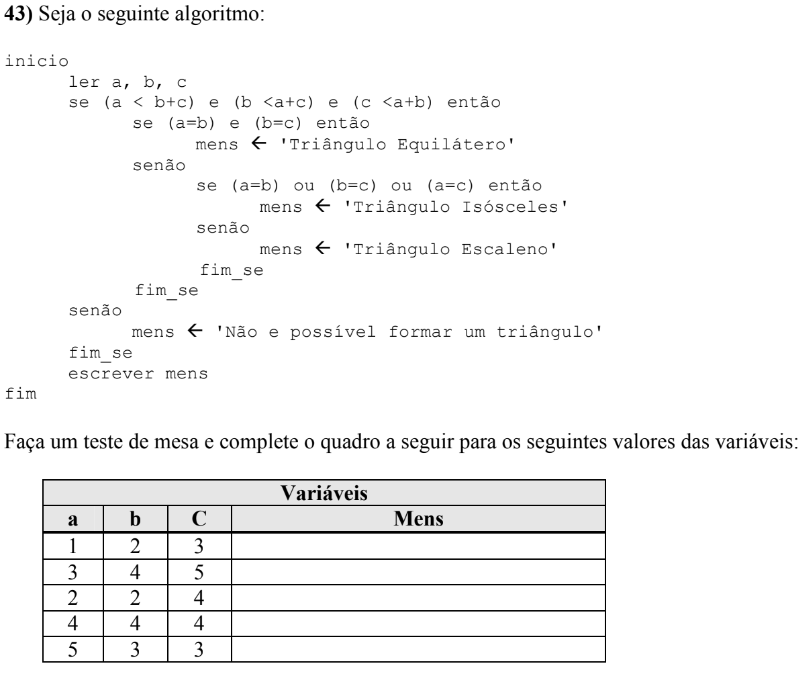 43) Seja o seguinte algoritmo:
inicio
ler a, b, c
se (a < b+c) e (b <a+c) e (c <a+b) então
se (a=b) e (b=c) então
mens ← 'Triângulo Equilátero'
senão
se (a=b) ou (b=c) ou (a=c) então
mens ← 'Triângulo Isósceles'
senão
mens ← 'Triângulo Escaleno'
fim_se
fim_se
senão
mens ← 'Não e possível formar um triângulo'
fim_se
escrever mens
fim
Faça um teste de mesa e complete o quadro a seguir para os seguintes valores das variáveis:
Variáveis
a b C Mens
1 2 3
3 4 5
2 2 4
4 4 4
5 3 3